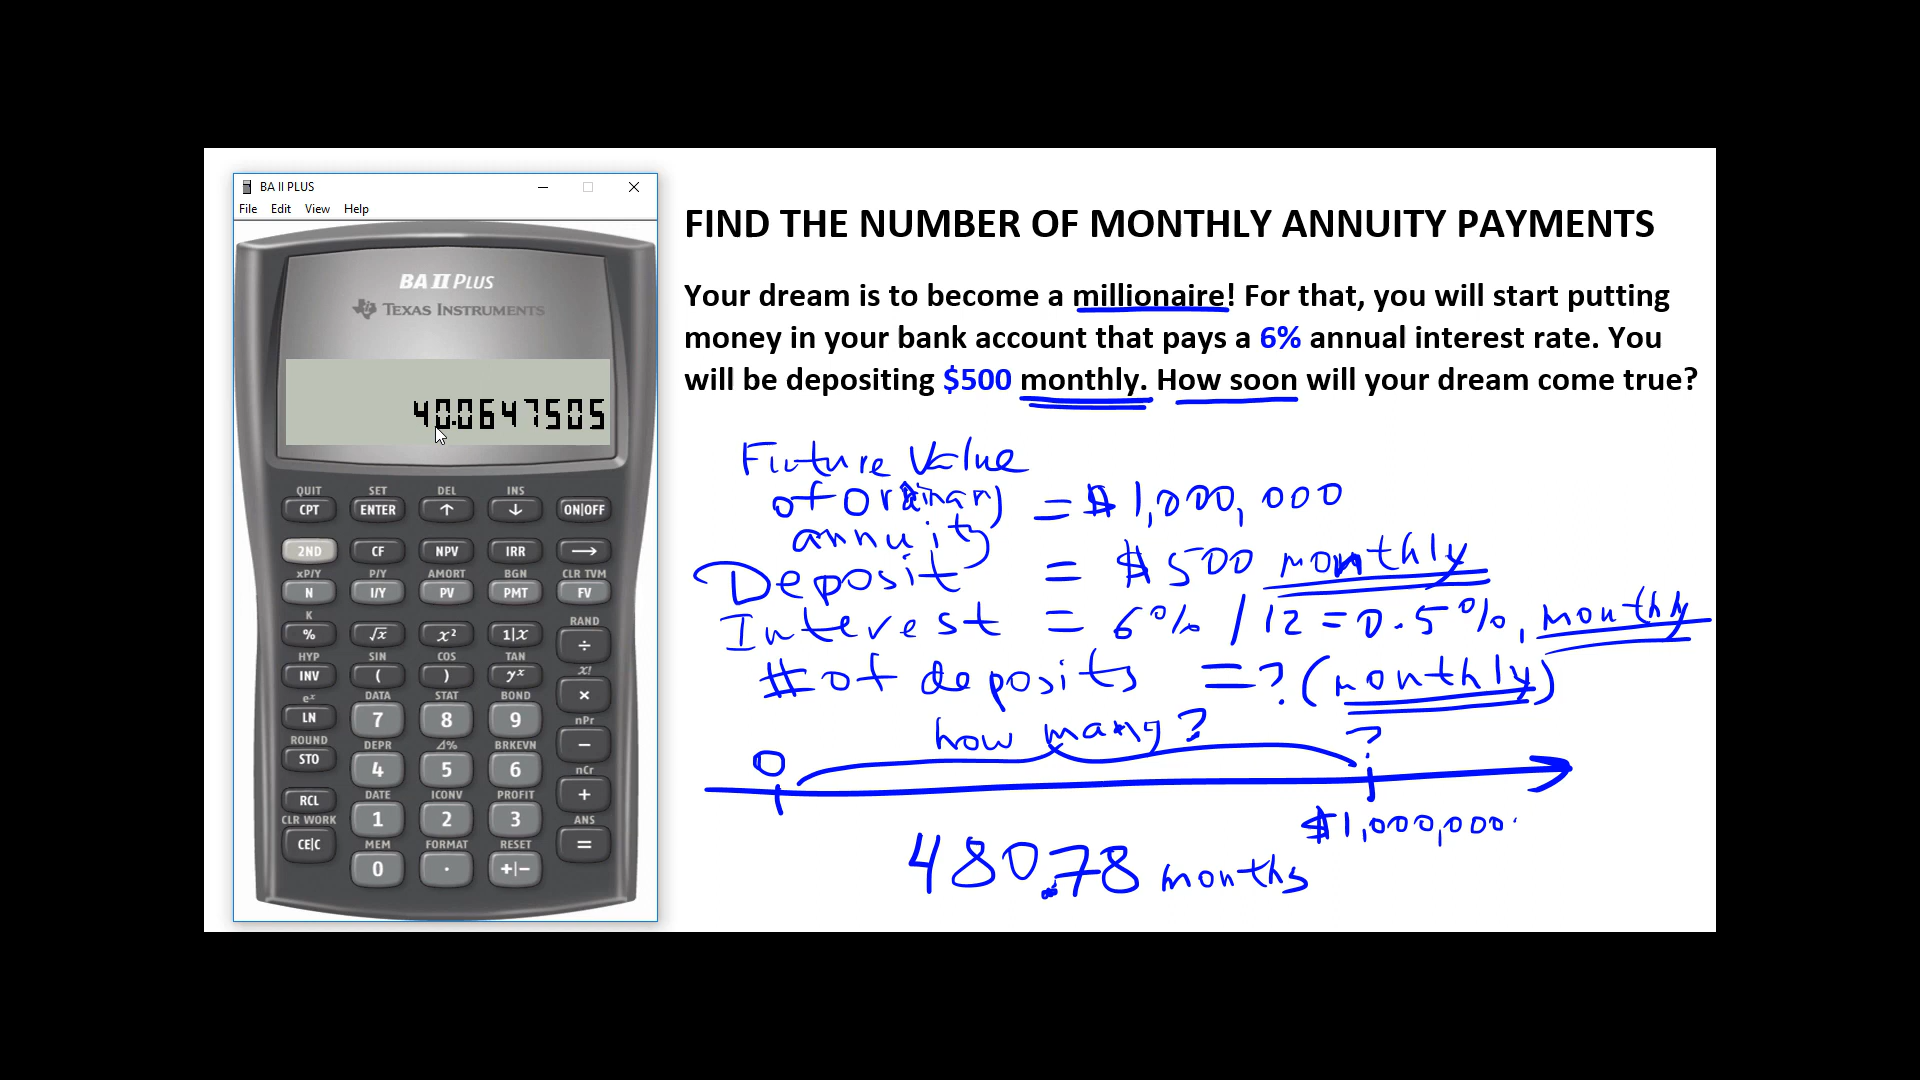 BA II PLUS
File Edit View Help
BA II PLUS
TEXAS INSTRUMENTS
40.0647505
QUIT SET DEL INS
CPT ENTER ↑ ↓ ON|OFF
2ND CF NPV IRR →
xP/Y P/Y AMORT BGN CLR TVM
N I/Y PV PMT FV
K RAND
% √x x² 1|x ÷
HYP SIN COS TAN x!
INV ( ) yˣ ×
eˣ DATA STAT BOND nPr
LN 7 8 9 −
ROUND DEPR Δ% BRKEVN nCr
STO 4 5 6 +
DATE ICONV PROFIT
RCL 1 2 3
CLR WORK MEM FORMAT RESET ANS
CE|C 0 . +|− =
FIND THE NUMBER OF MONTHLY ANNUITY PAYMENTS
Your dream is to become a millionaire! For that, you will start putting
money in your bank account that pays a 6% annual interest rate. You
will be depositing $500 monthly. How soon will your dream come true?
Future Value
of Ordinary = $1,000,000
annuity
Deposit = $500 monthly
Interest = 6% / 12 = 0.5%, monthly
# of deposits = ? (monthly)
how many? ?
0
$1,000,000.
480.78 months